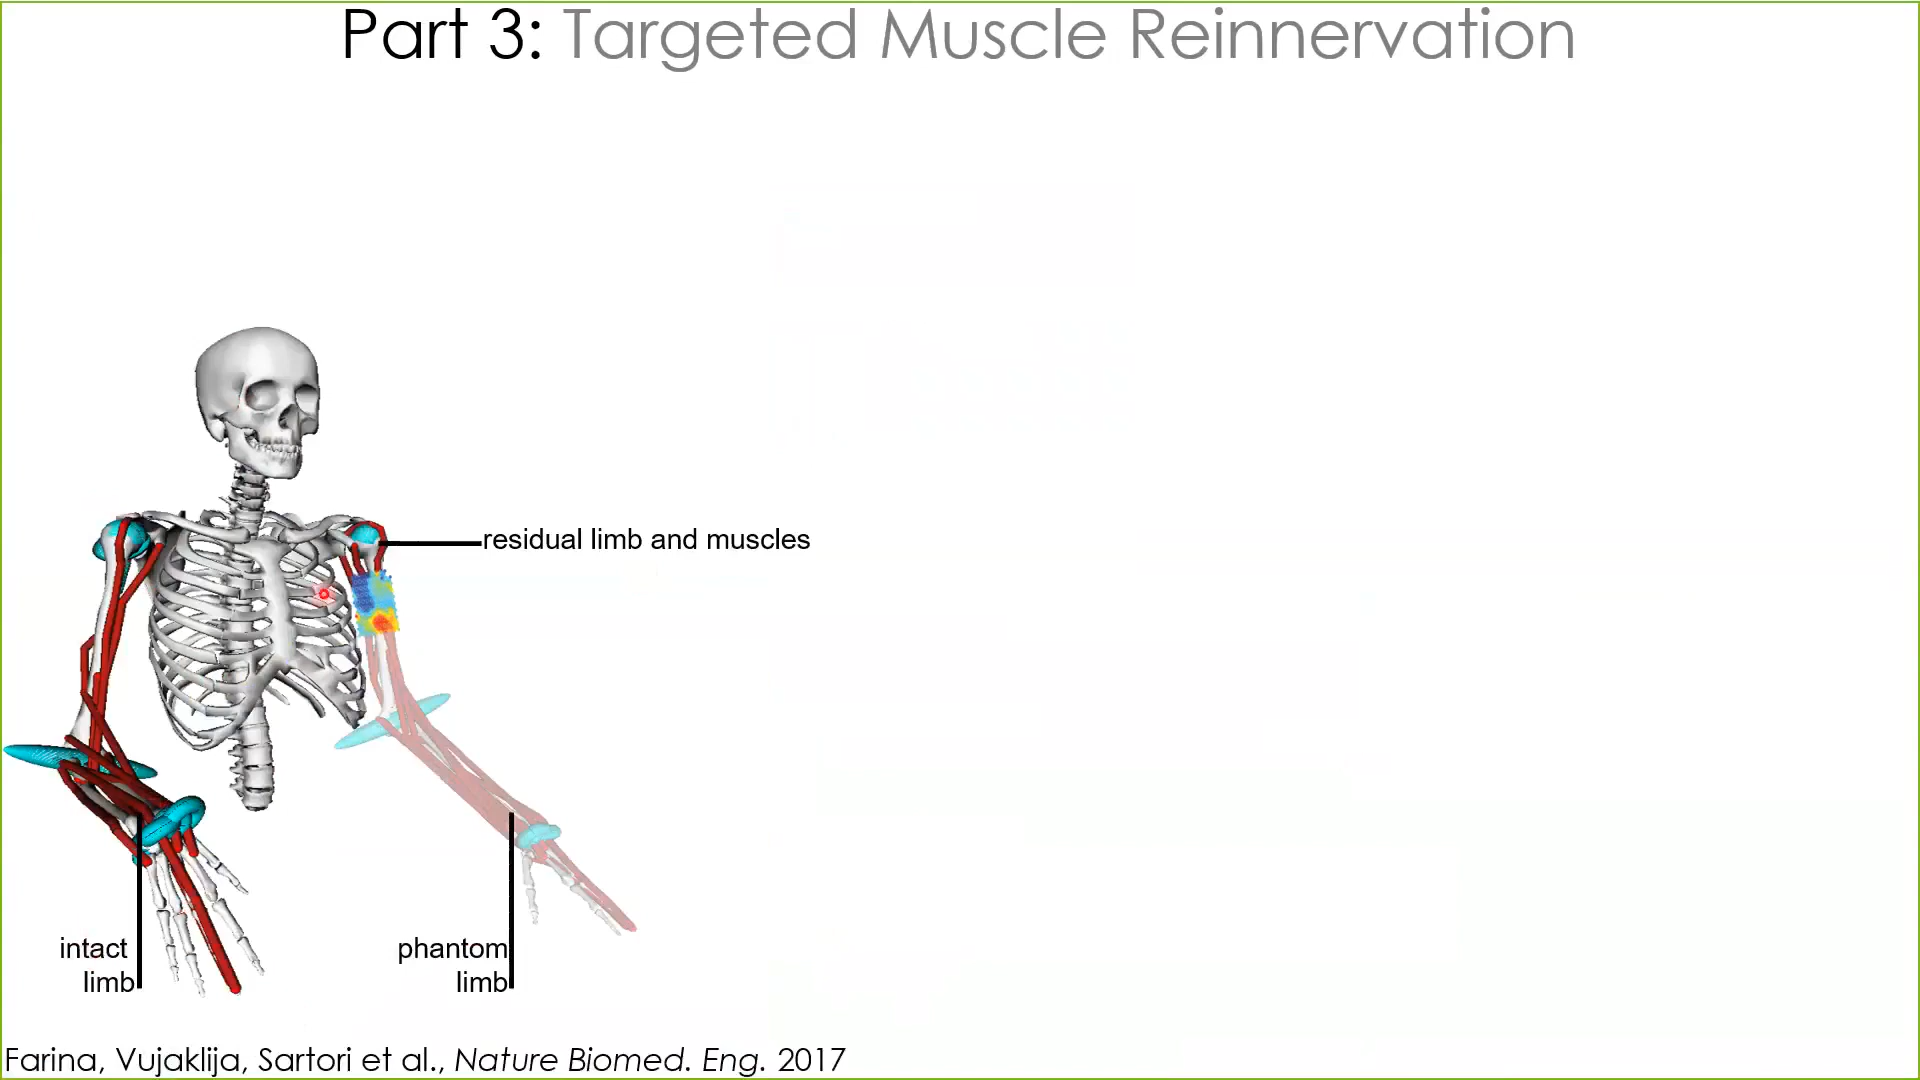 Part 3: Targeted Muscle Reinnervation
residual limb and muscles
intact
limb
phantom
limb
Farina, Vujaklija, Sartori et al., Nature Biomed. Eng. 2017